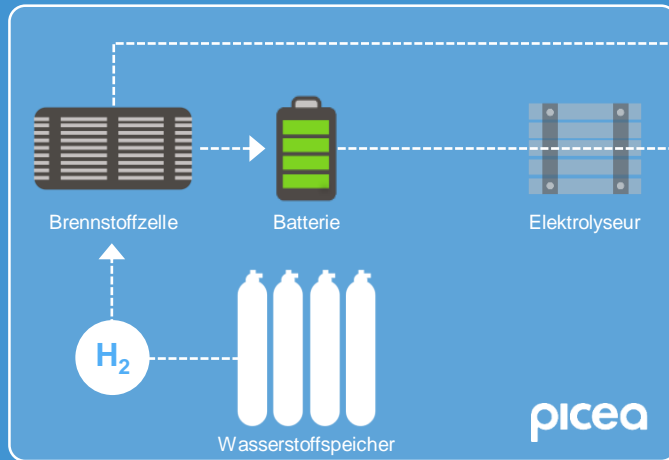 Brennstoffzelle
Batterie
Elektrolyseur
H₂
Wasserstoffspeicher
picea